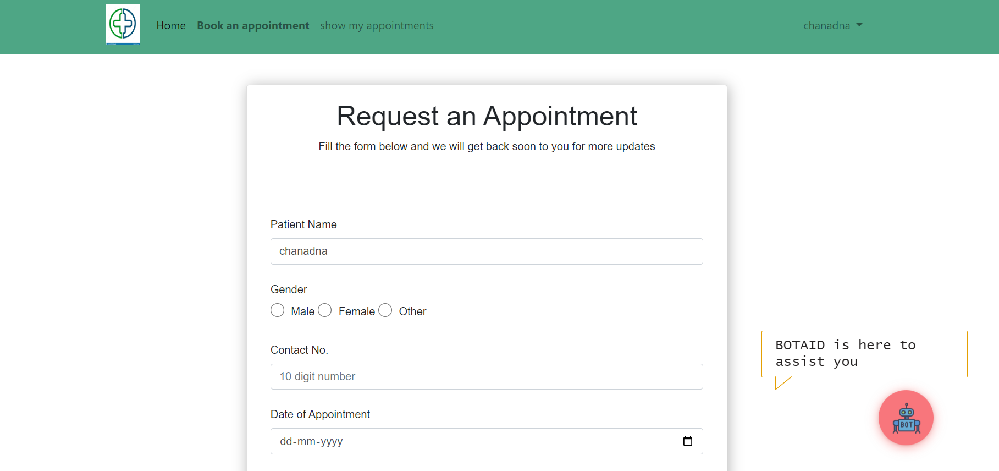 Home Book an appointment show my appointments chanadna
Request an Appointment
Fill the form below and we will get back soon to you for more updates
Patient Name
chanadna
Gender
Male Female Other
Contact No.
10 digit number
Date of Appointment
dd-mm-yyyy
BOTAID is here to
assist you
BOT